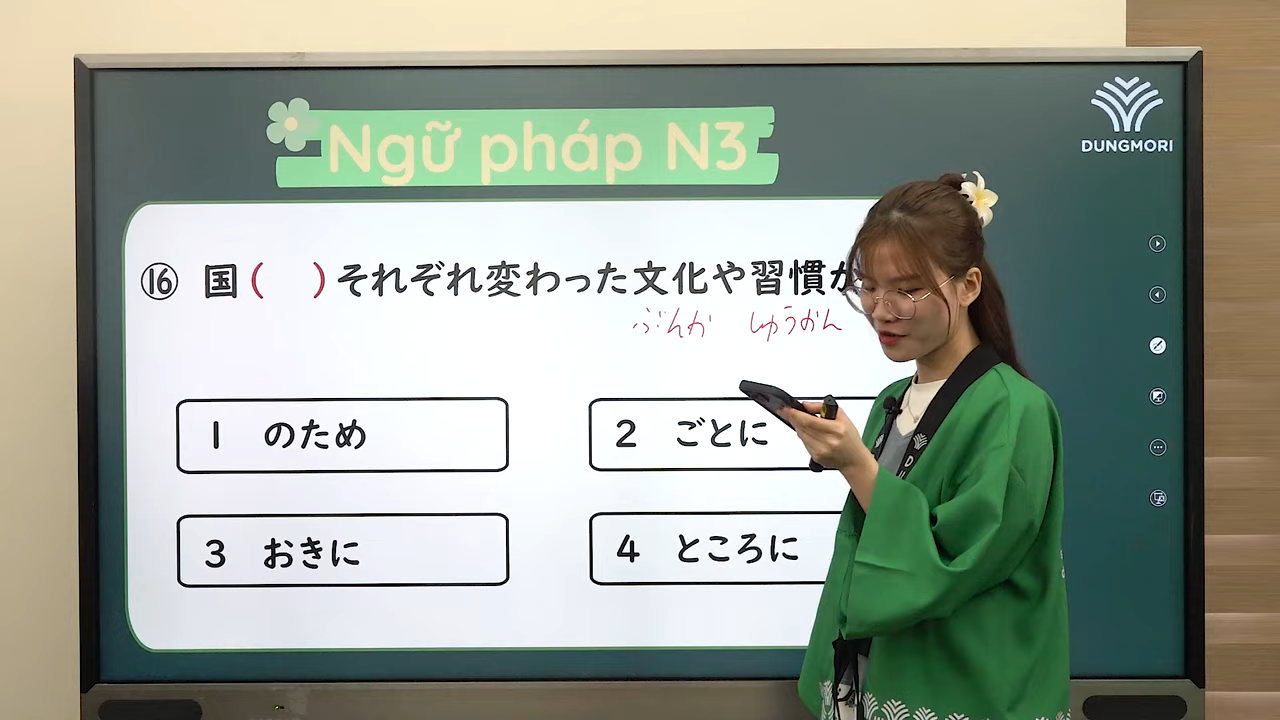 Ngữ pháp N3
DUNGMORI
⑯ 国( )それぞれ変わった文化や習慣が
ぶんか しゅうかん
1 のため
2 ごとに
3 おきに
4 ところに